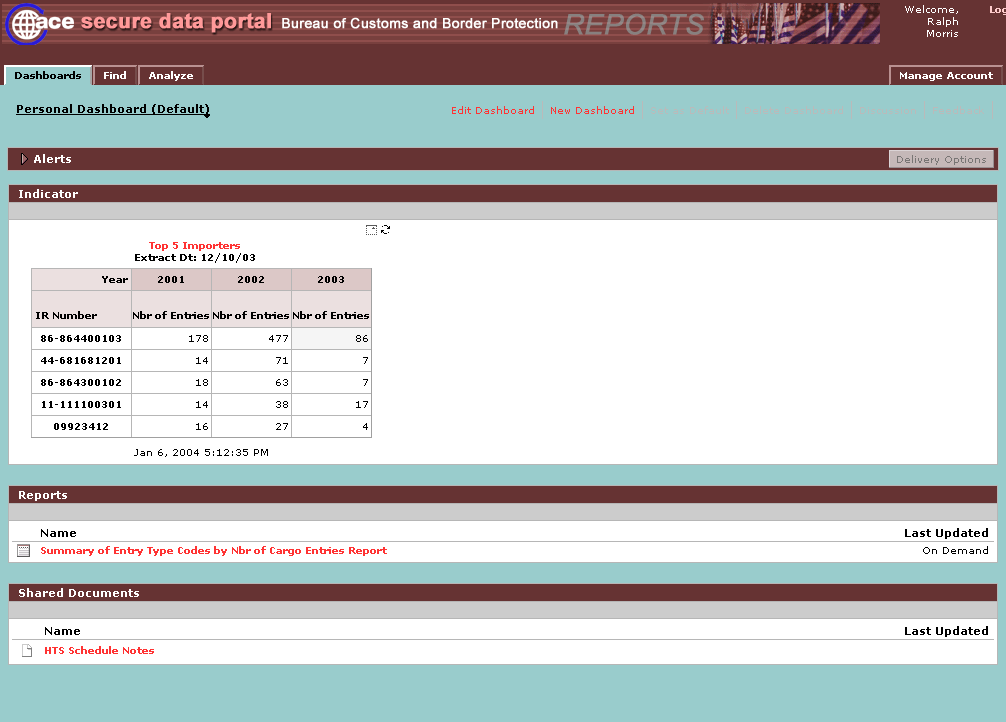 ace secure data portal Bureau of Customs and Border Protection REPORTS
Welcome,
Ralph
Morris
Log
Dashboards Find Analyze Manage Account
Personal Dashboard (Default)
Edit Dashboard New Dashboard
Alerts Delivery Options
Indicator
Top 5 Importers
Extract Dt: 12/10/03
Year 2001 2002 2003
IR Number Nbr of Entries Nbr of Entries Nbr of Entries
86-864400103 178 477 86
44-681681201 14 71 7
86-864300102 18 63 7
11-111100301 14 38 17
09923412 16 27 4
Jan 6, 2004 5:12:35 PM
Reports
Name Last Updated
Summary of Entry Type Codes by Nbr of Cargo Entries Report On Demand
Shared Documents
Name Last Updated
HTS Schedule Notes